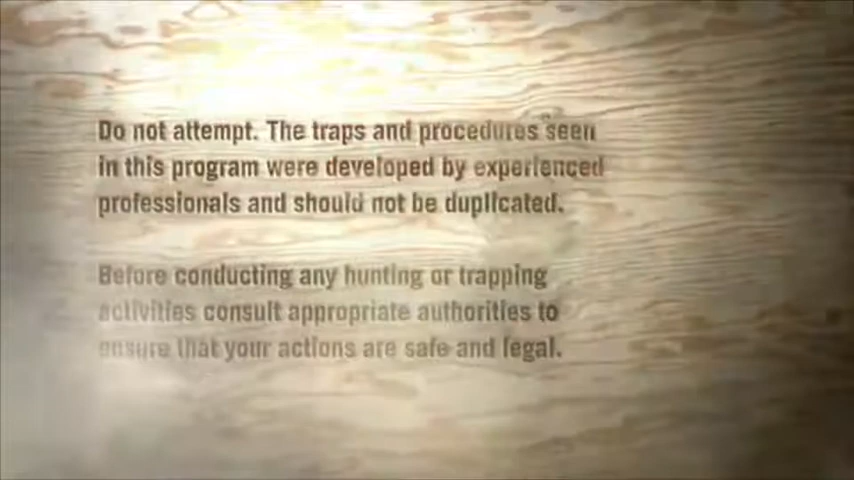 Do not attempt. The traps and procedures seen
in this program were developed by experienced
professionals and should not be duplicated.
Before conducting any hunting or trapping
activities consult appropriate authorities to
ensure that your actions are safe and legal.